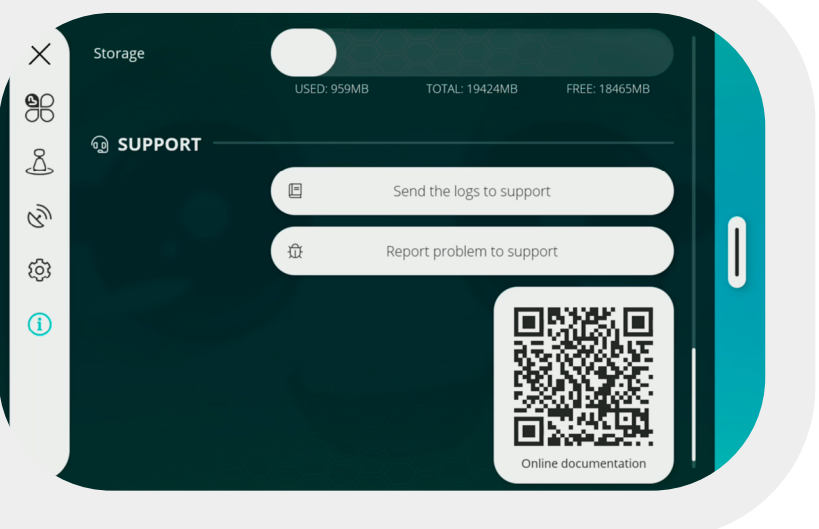 Storage
USED: 959MB TOTAL: 19424MB FREE: 18465MB
SUPPORT
Send the logs to support
Report problem to support
Online documentation